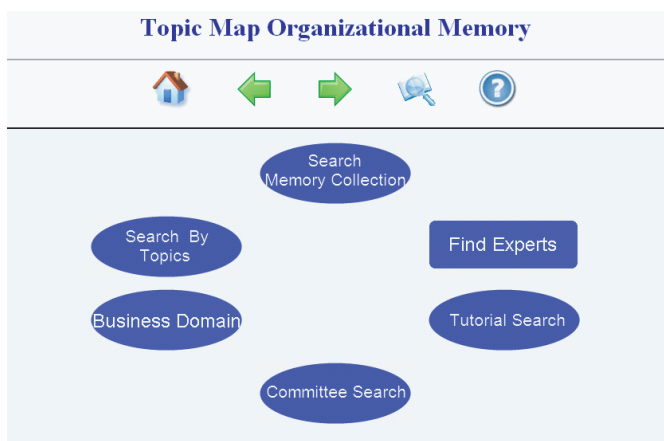 Topic Map Organizational Memory
?
Search
Memory Collection
Search By
Topics
Find Experts
Business Domain
Tutorial Search
Committee Search